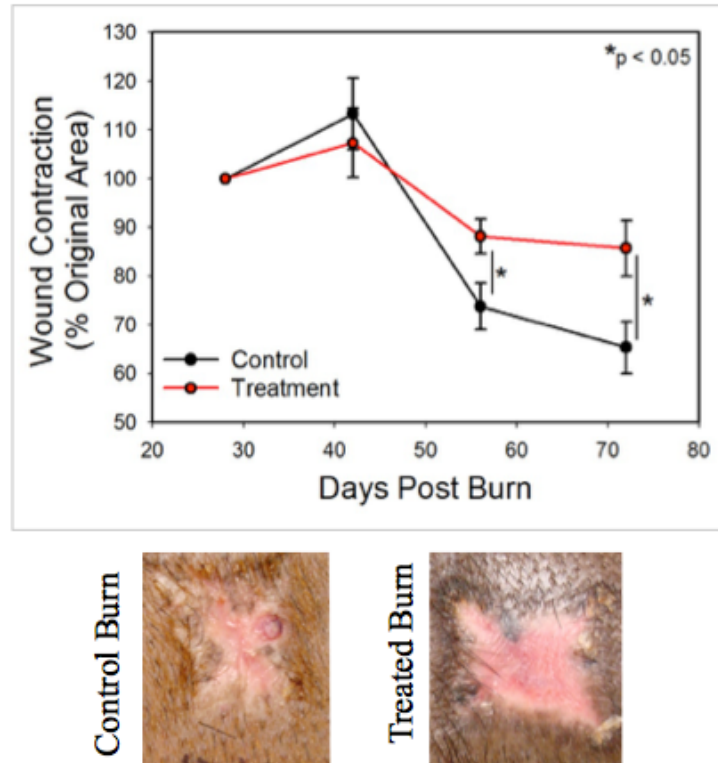 130
120
110
100
90
80
70
60
50
Wound Contraction
(% Original Area)
*p < 0.05
*
*
Control
Treatment
20 30 40 50 60 70 80
Days Post Burn
Control Burn
Treated Burn